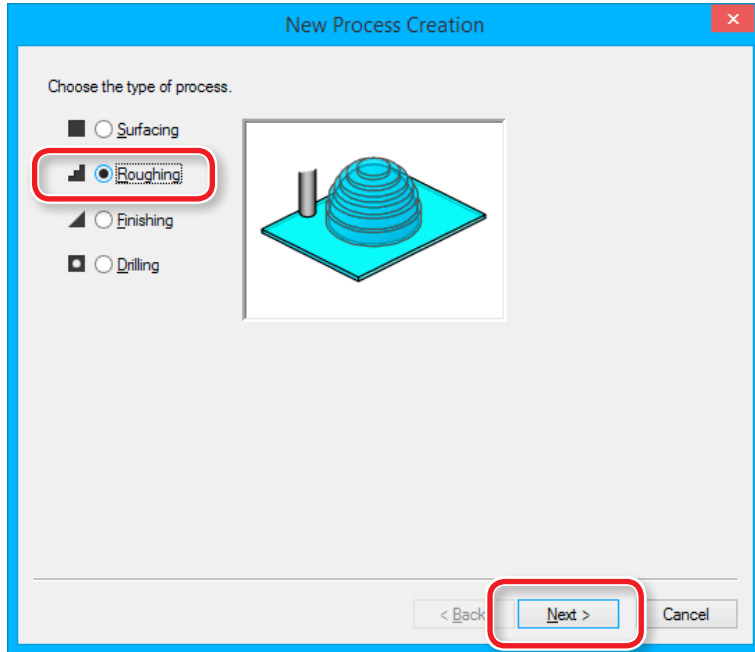 New Process Creation
Choose the type of process.
Surfacing
Roughing
Finishing
Drilling
< Back
Next >
Cancel